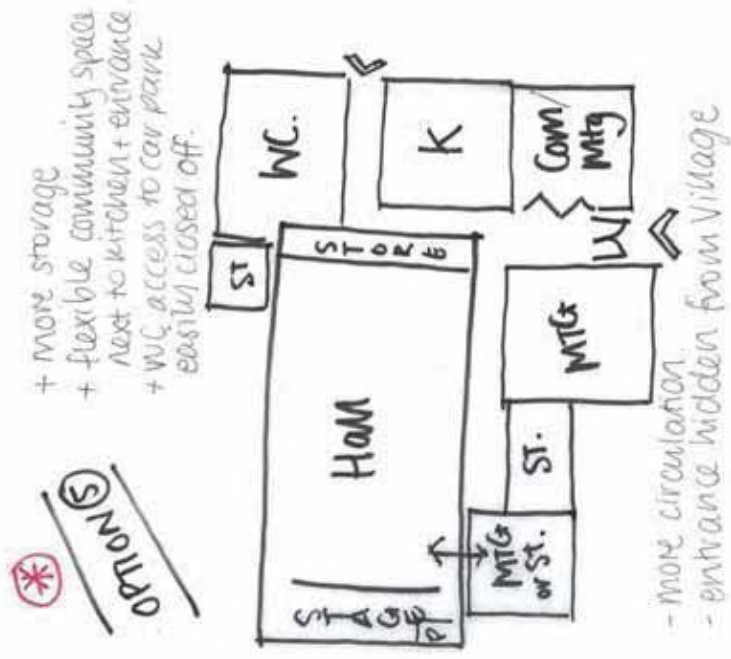 *
OPTION 5
+ more storage
+ flexible community space
next to kitchen + entrance
+ WC access to car park
easily closed off.
ST
WC.
STAGE
P
Hall
STORE
K
MTG
or St.
ST.
MTG
Com/
Mtg
- more circulation
- entrance hidden from Village